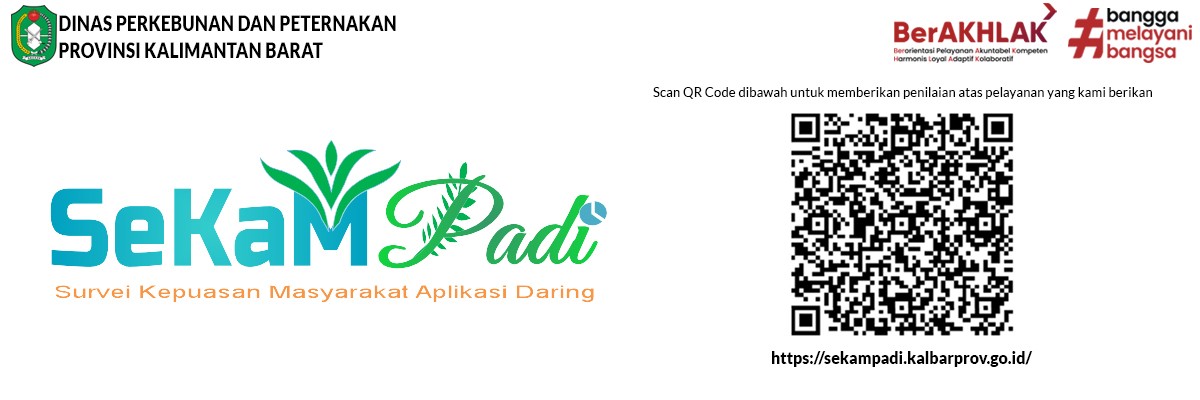 DINAS PERKEBUNAN DAN PETERNAKAN
PROVINSI KALIMANTAN BARAT
BerAKHLAK
Berorientasi Pelayanan Akuntabel Kompeten
Harmonis Loyal Adaptif Kolaboratif
#bangga
melayani
bangsa
Scan QR Code dibawah untuk memberikan penilaian atas pelayanan yang kami berikan
SeKaM Padi
Survei Kepuasan Masyarakat Aplikasi Daring
https://sekampadi.kalbarprov.go.id/